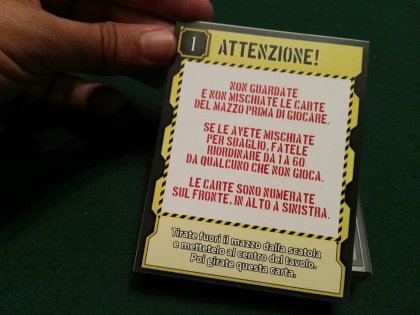 1
ATTENZIONE!
NON GUARDATE
E NON MISCHIATE LE CARTE
DEL MAZZO PRIMA DI GIOCARE.
SE LE AVETE MISCHIATE
PER SBAGLIO, FATELE
RIORDINARE DA 1 A 60
DA QUALCUNO CHE NON GIOCA.
LE CARTE SONO NUMERATE
SUL FRONTE, IN ALTO A SINISTRA.
Tirate fuori il mazzo dalla scatola
e mettetelo al centro del tavolo.
Poi girate questa carta.